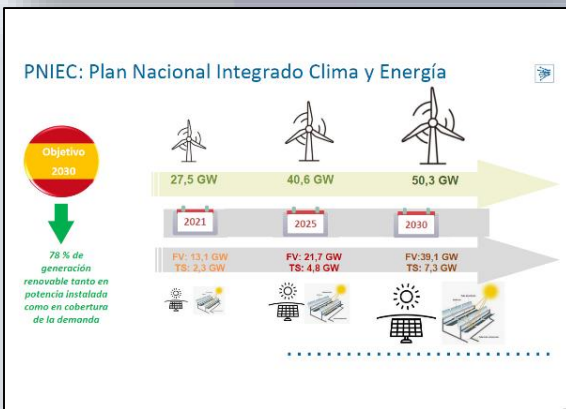 PNIEC: Plan Nacional Integrado Clima y Energía
Objetivo
2030
78 % de
generación
renovable tanto en
potencia instalada
como en cobertura
de la demanda
27,5 GW
40,6 GW
50,3 GW
2021
2025
2030
FV: 13,1 GW
TS: 2,3 GW
FV: 21,7 GW
TS: 4,8 GW
FV:39,1 GW
TS: 7,3 GW